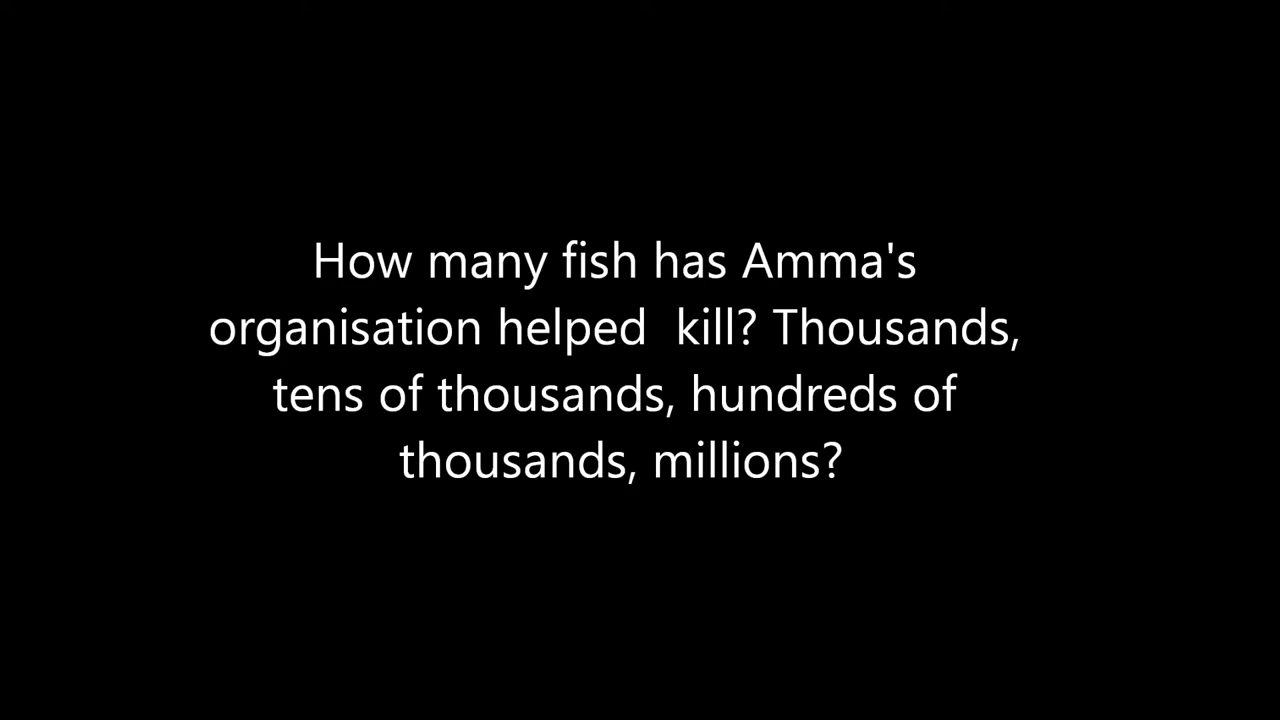 How many fish has Amma's
organisation helped  kill? Thousands,
tens of thousands, hundreds of
thousands, millions?